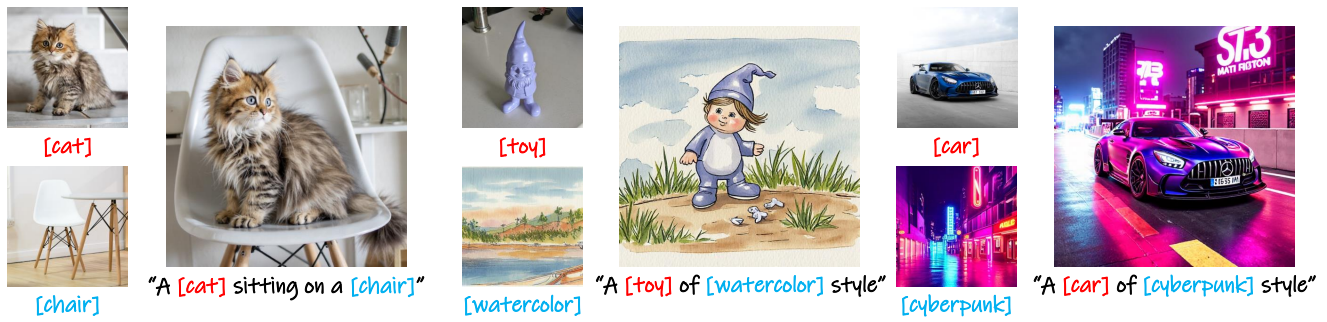 [cat]
[chair]
“A [cat] sitting on a [chair]”
[toy]
[watercolor]
“A [toy] of [watercolor] style”
[car]
[cyberpunk]
“A [car] of [cyberpunk] style”